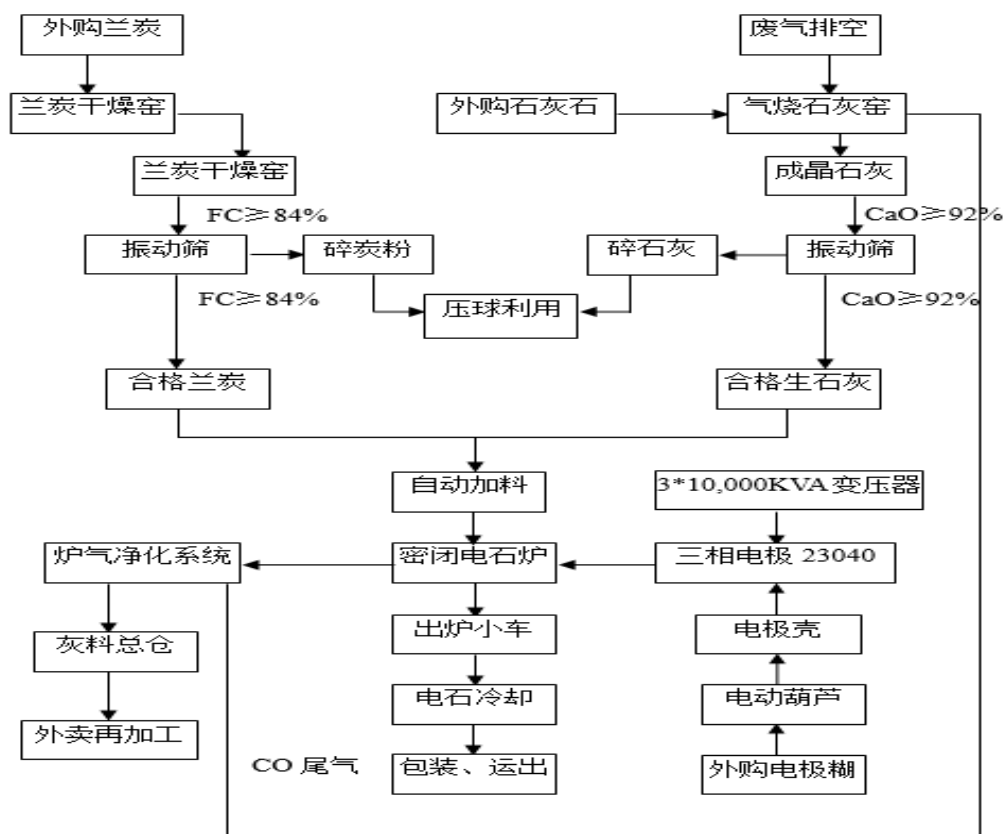 外购兰炭
废气排空
兰炭干燥窑
外购石灰石
气烧石灰窑
兰炭干燥窑
成晶石灰
FC≥84%
CaO≥92%
振动筛
碎炭粉
碎石灰
振动筛
FC≥84%
压球利用
CaO≥92%
合格兰炭
合格生石灰
自动加料
3*10,000KVA变压器
炉气净化系统
密闭电石炉
三相电极 23040
灰料总仓
出炉小车
电极壳
电石冷却
电动葫芦
外卖再加工
CO 尾气
包装、运出
外购电极糊